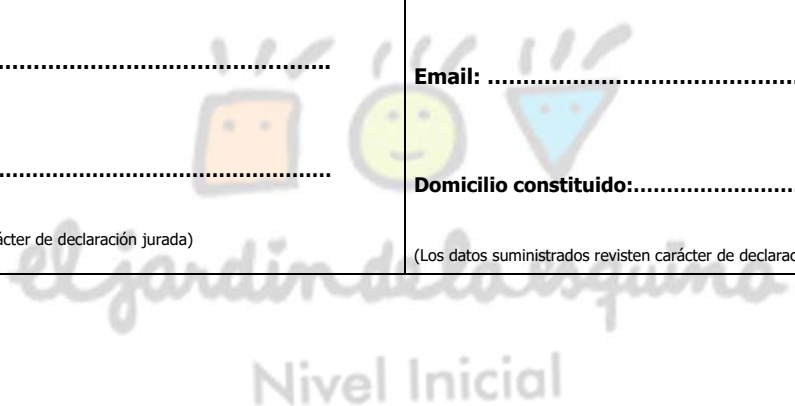 ...............................................
Email: ............................................
...............................................
Domicilio constituido:........................
ácter de declaración jurada)
(Los datos suministrados revisten carácter de declarac
el jardín de la esquina
Nivel Inicial